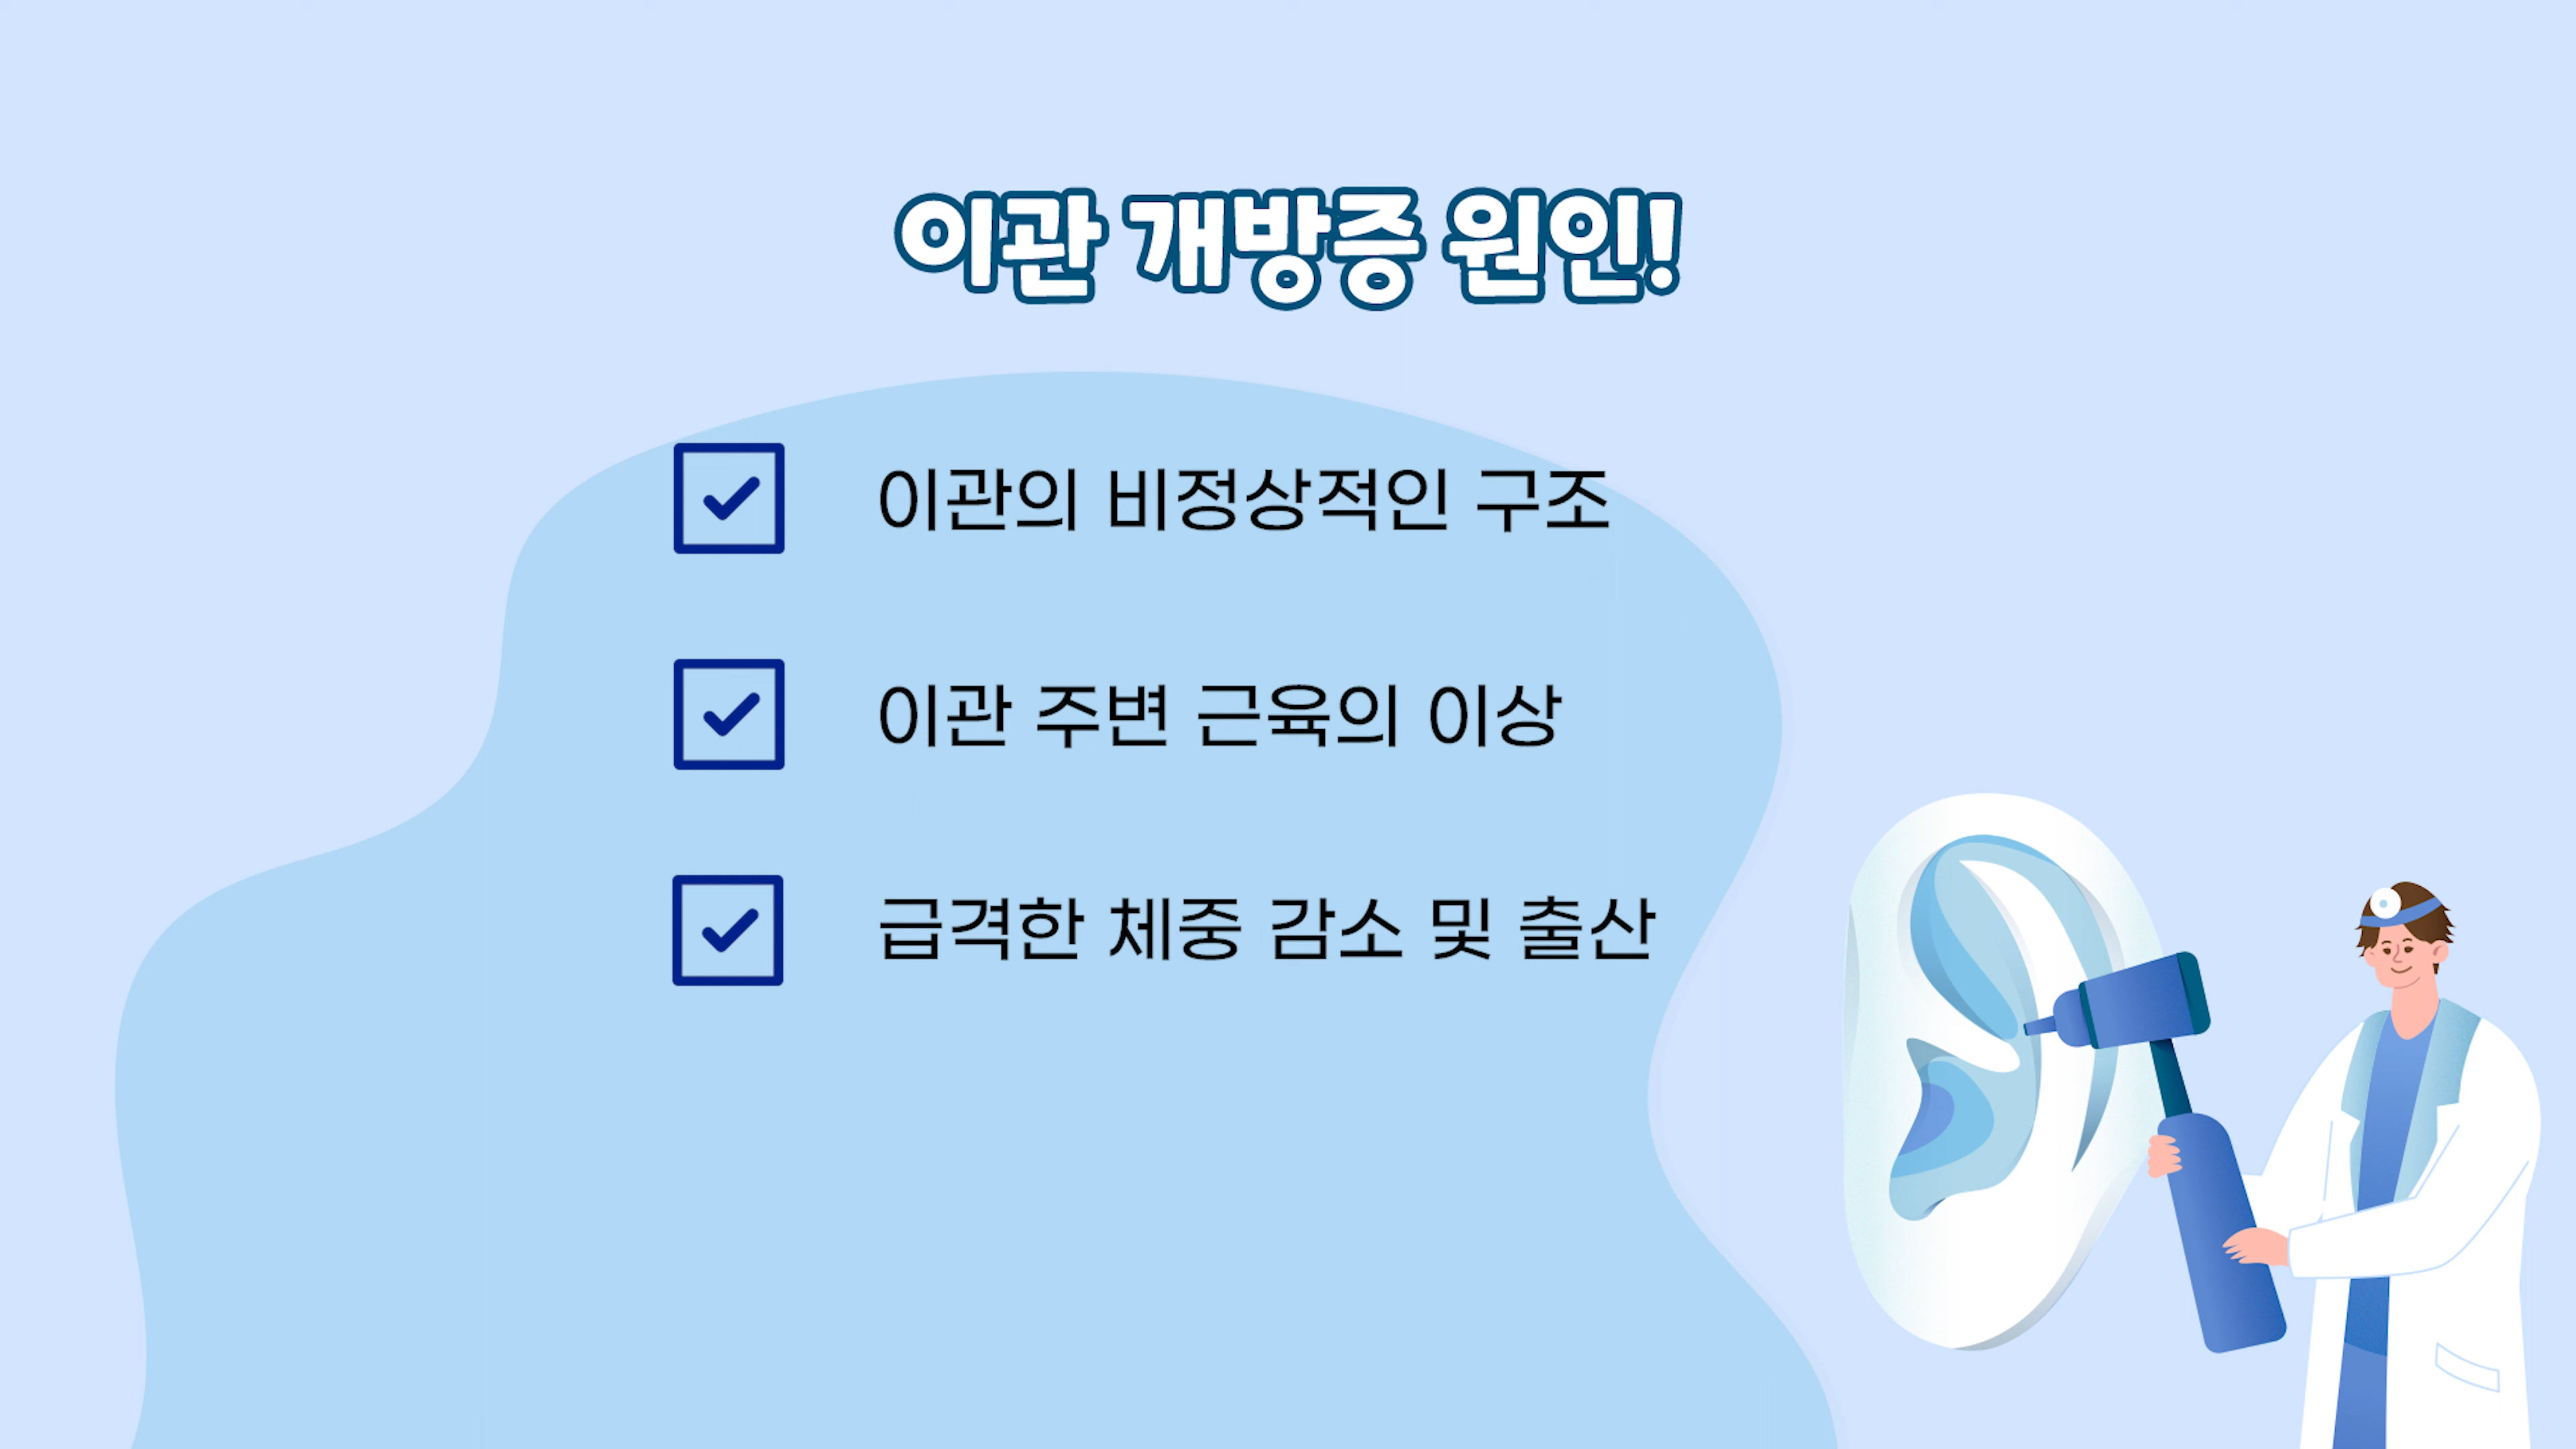 이관 개방증 원인!
이관의 비정상적인 구조
이관 주변 근육의 이상
급격한 체중 감소 및 출산